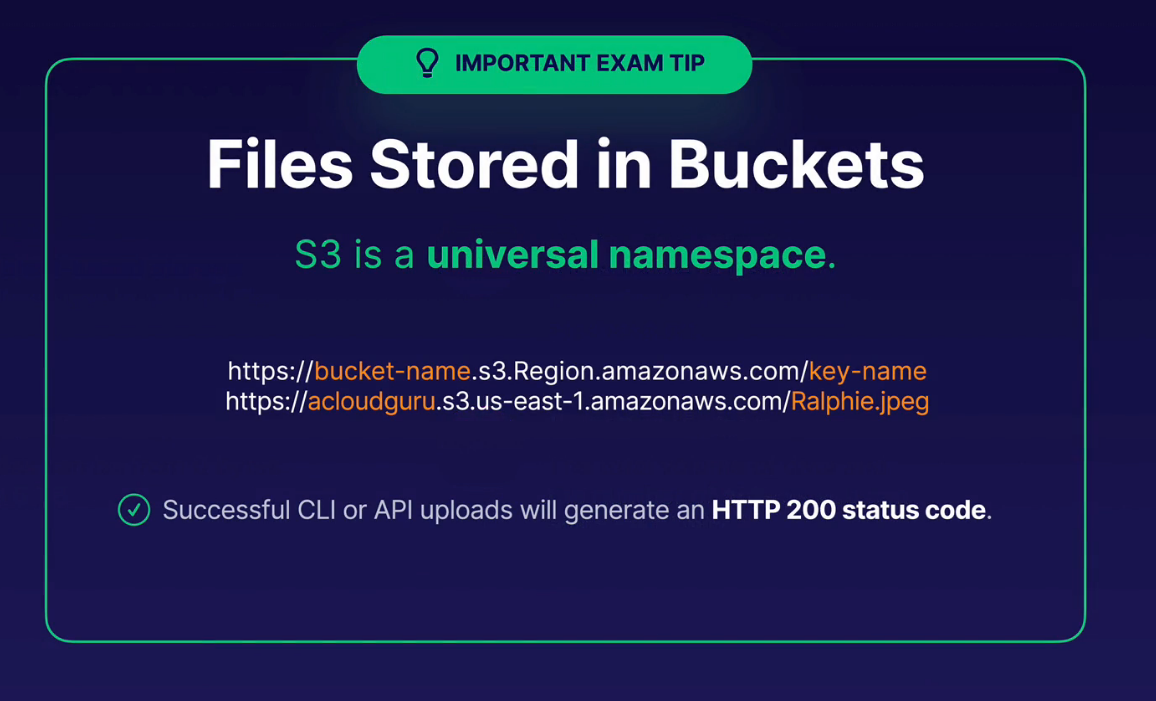 IMPORTANT EXAM TIP
Files Stored in Buckets
S3 is a universal namespace.
https://bucket-name.s3.Region.amazonaws.com/key-name
https://acloudguru.s3.us-east-1.amazonaws.com/Ralphie.jpeg
Successful CLI or API uploads will generate an HTTP 200 status code.